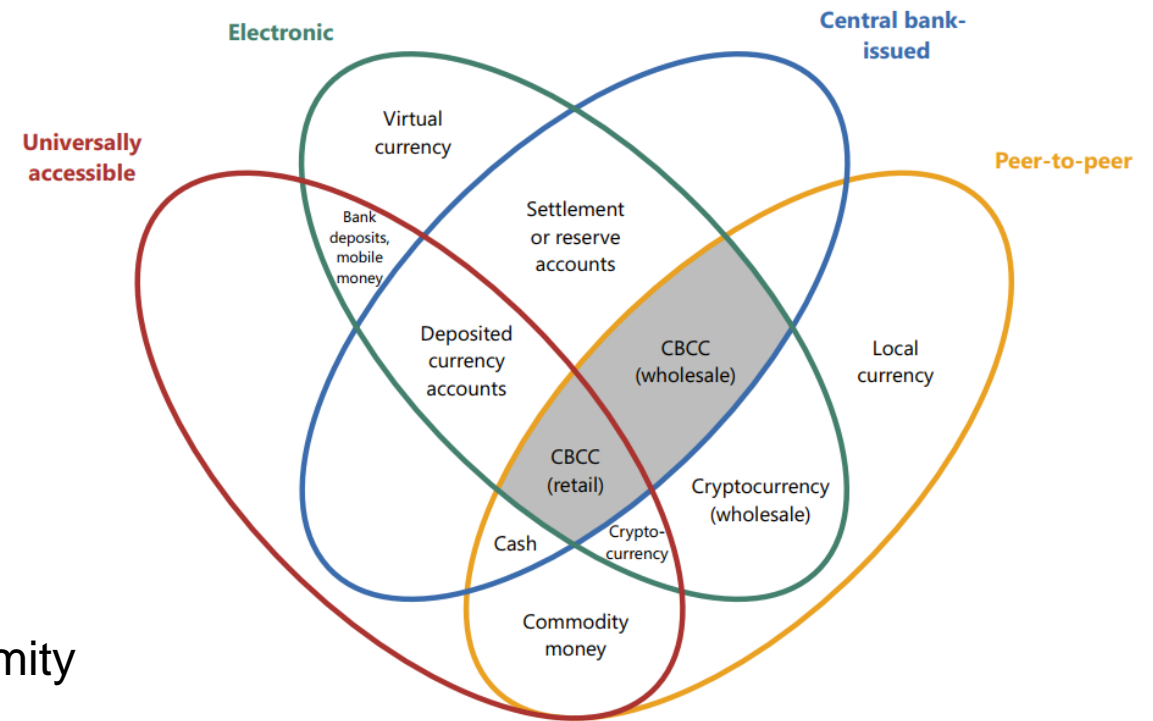 Electronic
Central bank-
issued
Universally
accessible
Peer-to-peer
Virtual
currency
Bank
deposits,
mobile
money
Settlement
or reserve
accounts
Deposited
currency
accounts
CBCC
(wholesale)
Local
currency
CBCC
(retail)
Cryptocurrency
(wholesale)
Cash
Crypto-
currency
Commodity
money
mity